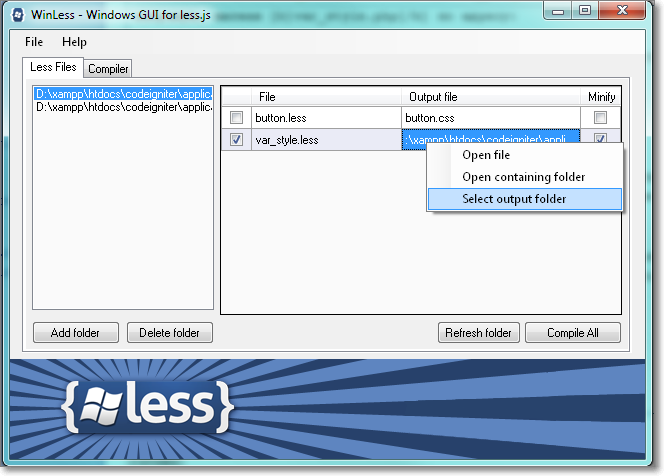 WinLess - Windows GUI for less.js
File Help
Less Files Compiler
D:\xampp\htdocs\codeigniter\applica
D:\xampp\htdocs\codeigniter\applica
File Output file Minify
button.less button.css
var_style.less :\xampp\htdocs\codeigniter\appli...
Open file
Open containing folder
Select output folder
Add folder Delete folder Refresh folder Compile All
{less}